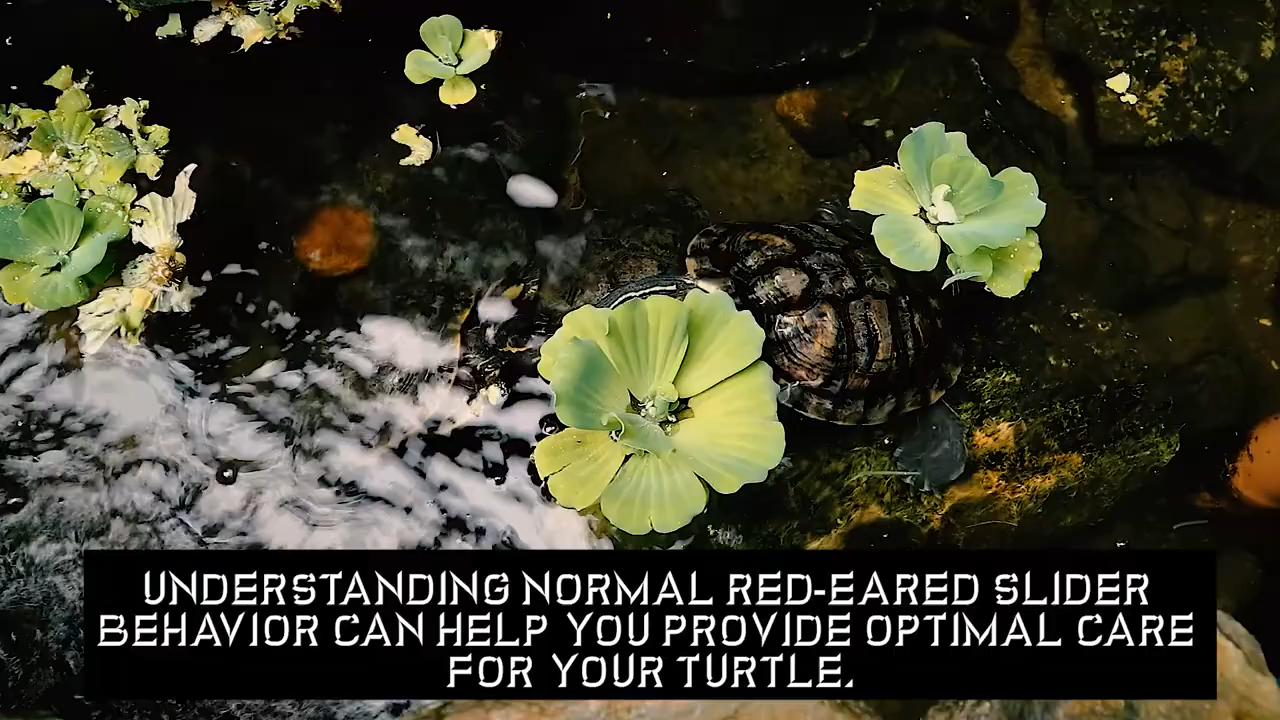 UNDERSTANDING NORMAL RED-EARED SLIDER
BEHAVIOR CAN HELP YOU PROVIDE OPTIMAL CARE
FOR YOUR TURTLE.